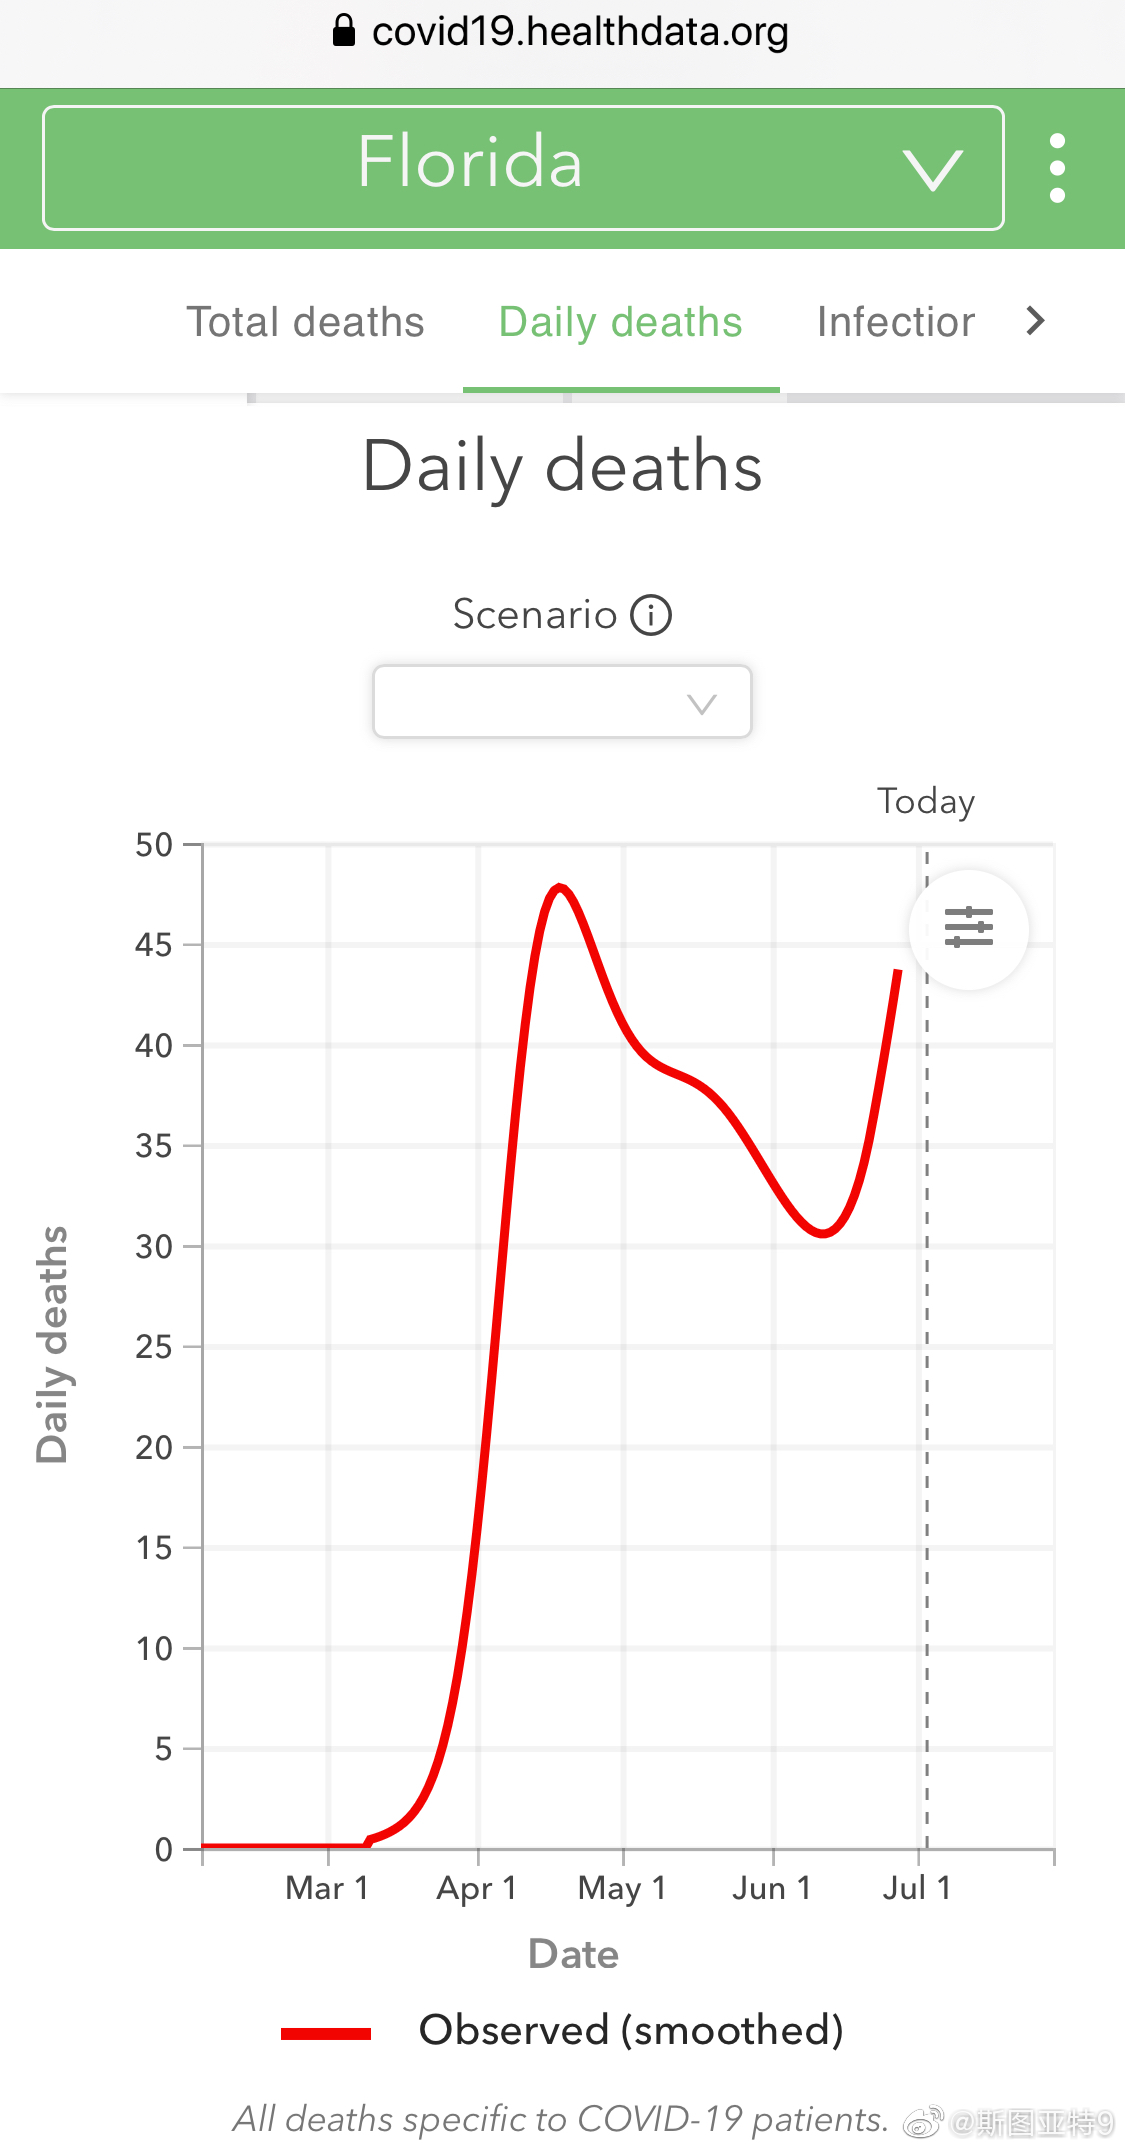 covid19.healthdata.org
Florida
Total deaths Daily deaths Infectior
Daily deaths
Scenario
Today
50
45
40
35
30
25
20
15
10
5
0
Daily deaths
Mar 1 Apr 1 May 1 Jun 1 Jul 1
Date
Observed (smoothed)
All deaths specific to COVID-19 patients.
@斯图亚特9